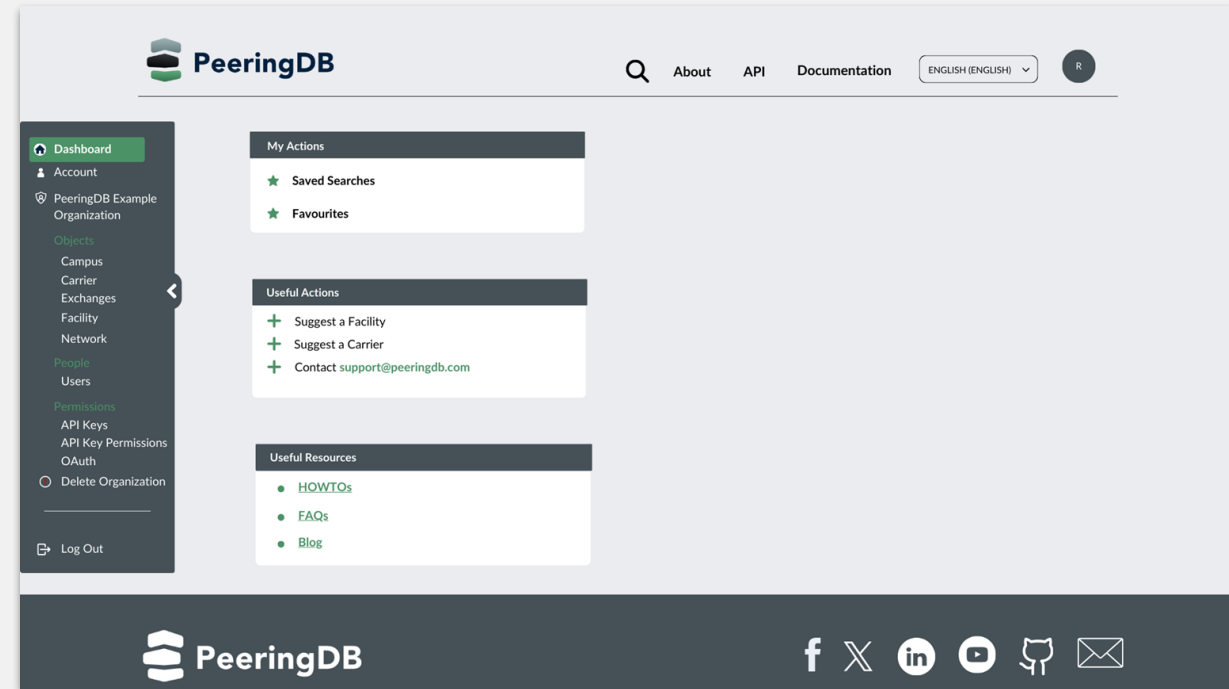 PeeringDB
About
API
Documentation
ENGLISH (ENGLISH)
R
Dashboard
Account
PeeringDB Example
Organization
Objects
Campus
Carrier
Exchanges
Facility
Network
People
Users
Permissions
API Keys
API Key Permissions
OAuth
Delete Organization
Log Out
My Actions
Saved Searches
Favourites
Useful Actions
Suggest a Facility
Suggest a Carrier
Contact support@peeringdb.com
Useful Resources
HOWTOs
FAQs
Blog
PeeringDB
f
X
in